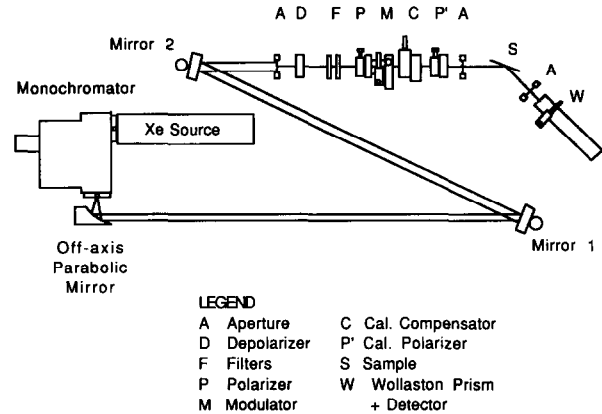 A D F P M C P' A
Mirror 2
S
A
W
Monochromator
Xe Source
Off-axis
Parabolic
Mirror
Mirror 1
LEGEND
A Aperture
D Depolarizer
F Filters
P Polarizer
M Modulator
C Cal. Compensator
P' Cal. Polarizer
S Sample
W Wollaston Prism
+ Detector